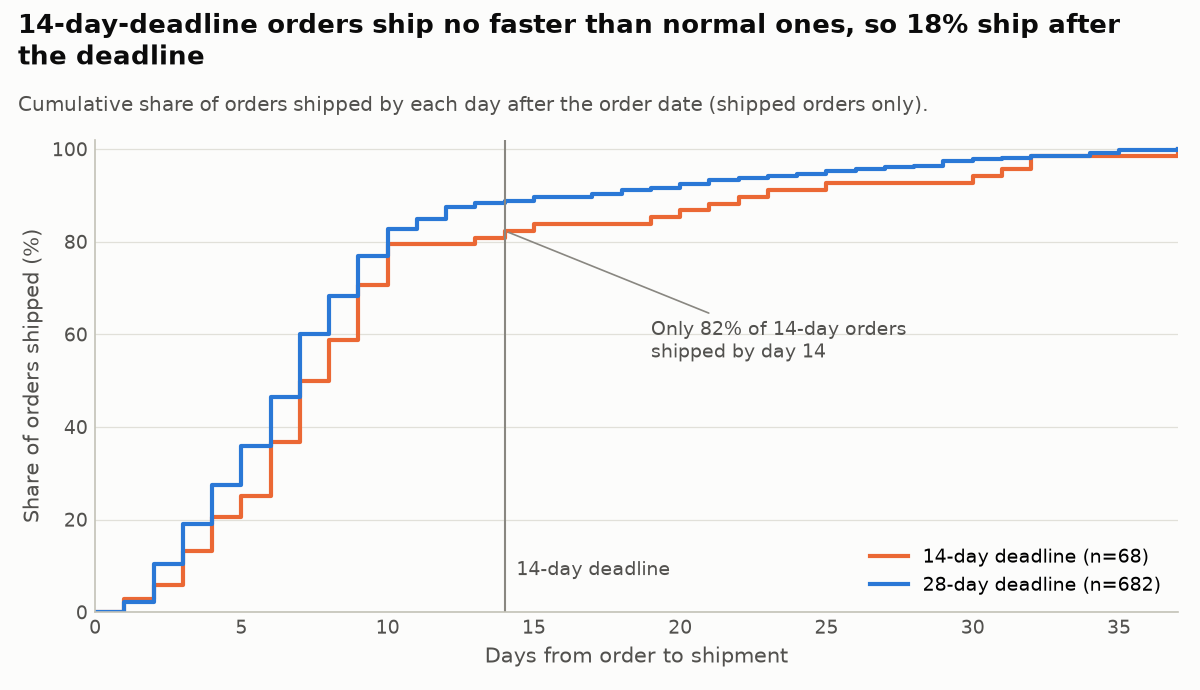 14-day-deadline orders ship no faster than normal ones, so 18% ship after
the deadline
Cumulative share of orders shipped by each day after the order date (shipped orders only).
Share of orders shipped (%)
100
80
60
40
20
0
Only 82% of 14-day orders
shipped by day 14
14-day deadline
14-day deadline (n=68)
28-day deadline (n=682)
0
5
10
15
20
25
30
35
Days from order to shipment